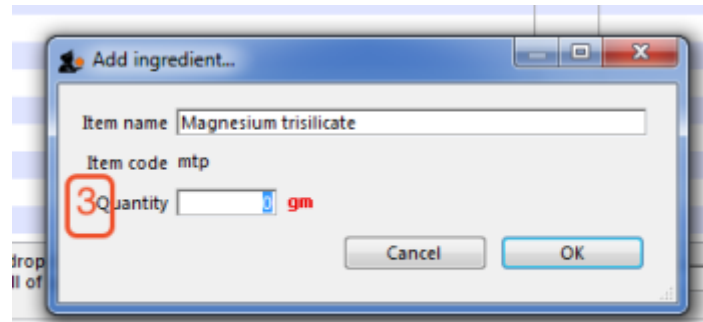 Add ingredient...
Item name Magnesium trisilicate
Item code mtp
3 Quantity 0 gm
Cancel OK
drop
ll of